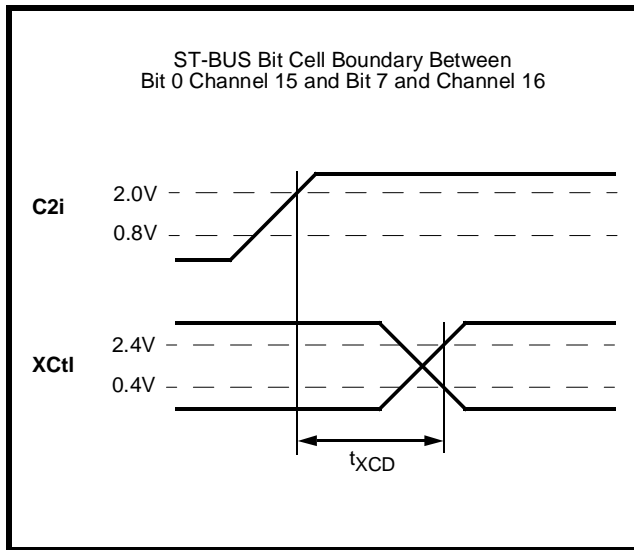 ST-BUS Bit Cell Boundary Between
Bit 0 Channel 15 and Bit 7 and Channel 16
C2i
2.0V
0.8V
XCtl
2.4V
0.4V
tXCD